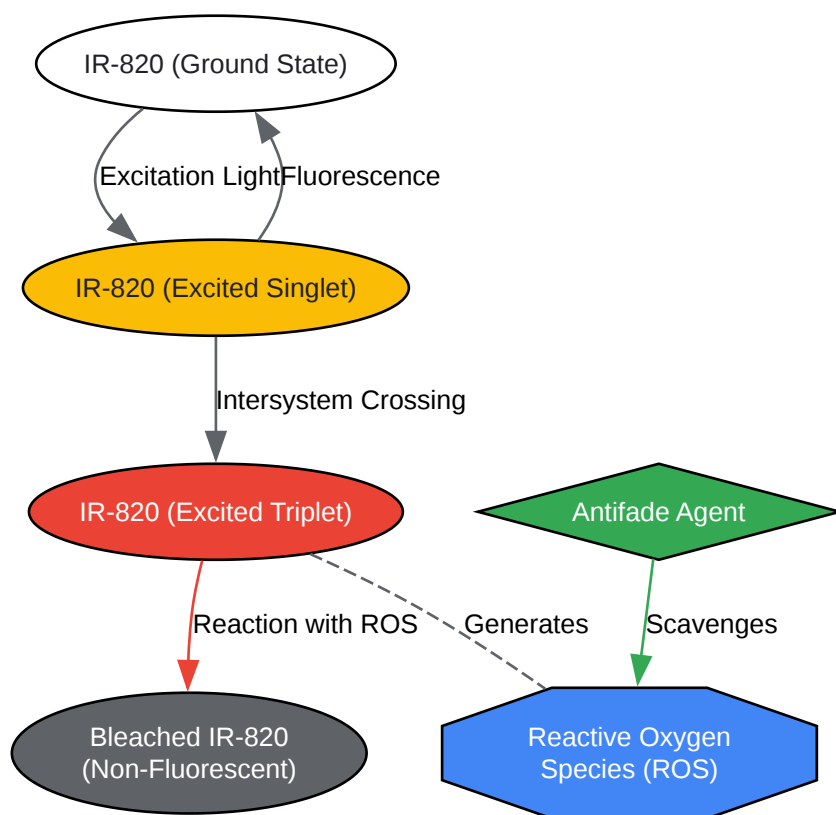 IR-820 (Ground State)
Excitation Light
Fluorescence
IR-820 (Excited Singlet)
Intersystem Crossing
IR-820 (Excited Triplet)
Antifade Agent
Reaction with ROS
Generates
Scavenges
Bleached IR-820
(Non-Fluorescent)
Reactive Oxygen
Species (ROS)